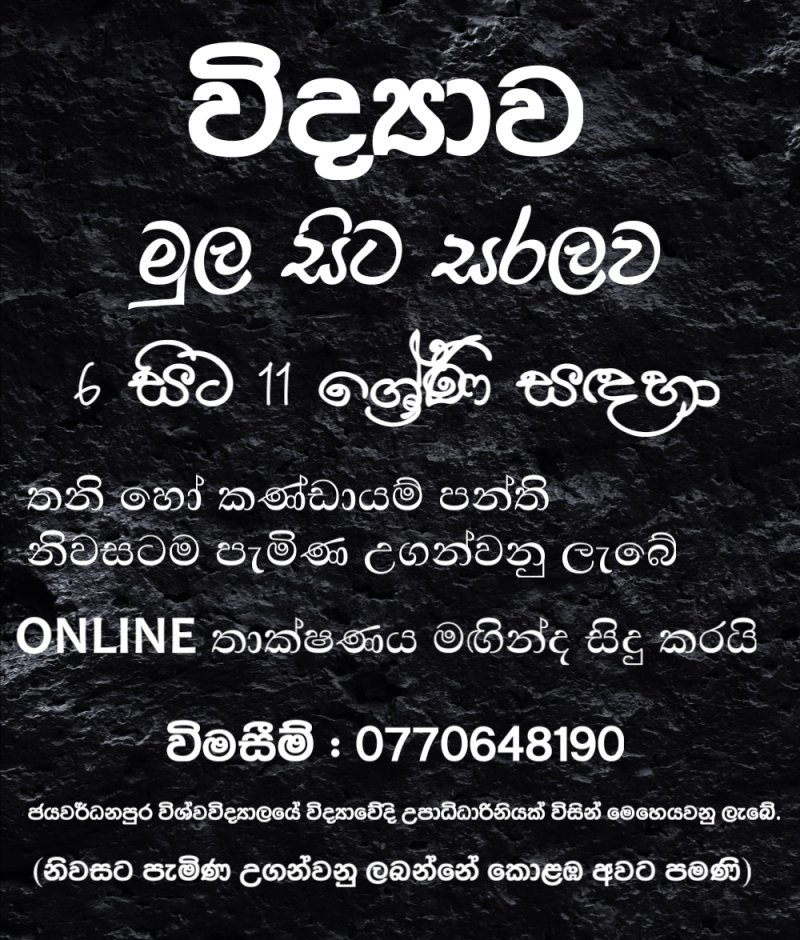 විද්‍යාව
මුල සිට සරලව
6 සිට 11 ශ්‍රේණි සඳහා
තනි හෝ කණ්ඩායම් පන්ති
නිවසටම පැමිණ උගන්වනු ලැබේ
ONLINE තාක්ෂණය මඟින්ද සිදු කරයි
විමසීම් : 0770648190
ජයවර්ධනපුර විශ්වවිද්‍යාලයේ විද්‍යාවේදි උපාධිධාරිනියක් විසින් මෙහෙයවනු ලැබේ.
(නිවසට පැමිණ උගන්වනු ලබන්නේ කොළඹ අවට පමණි)